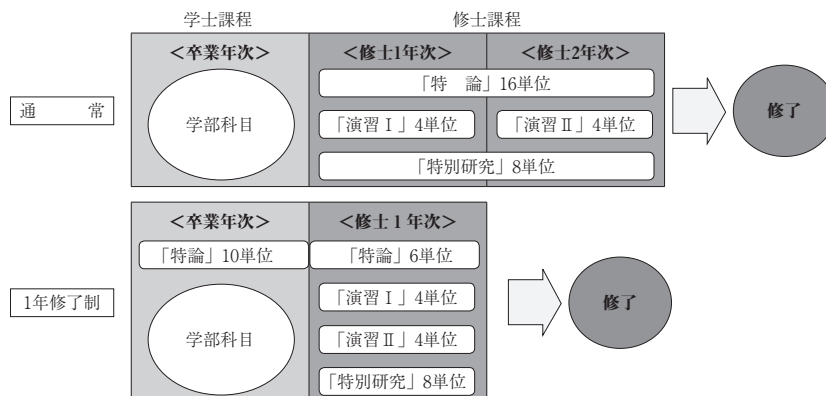 学士課程 修士課程
＜卒業年次＞ ＜修士1年次＞ ＜修士2年次＞
「特　論」16単位
通　　常
学部科目
「演習Ⅰ」4単位 「演習Ⅱ」4単位
修了
「特別研究」8単位
＜卒業年次＞ ＜修士１年次＞
「特論」10単位 「特論」6単位
1年修了制
「演習Ⅰ」4単位
修了
学部科目
「演習Ⅱ」4単位
「特別研究」8単位